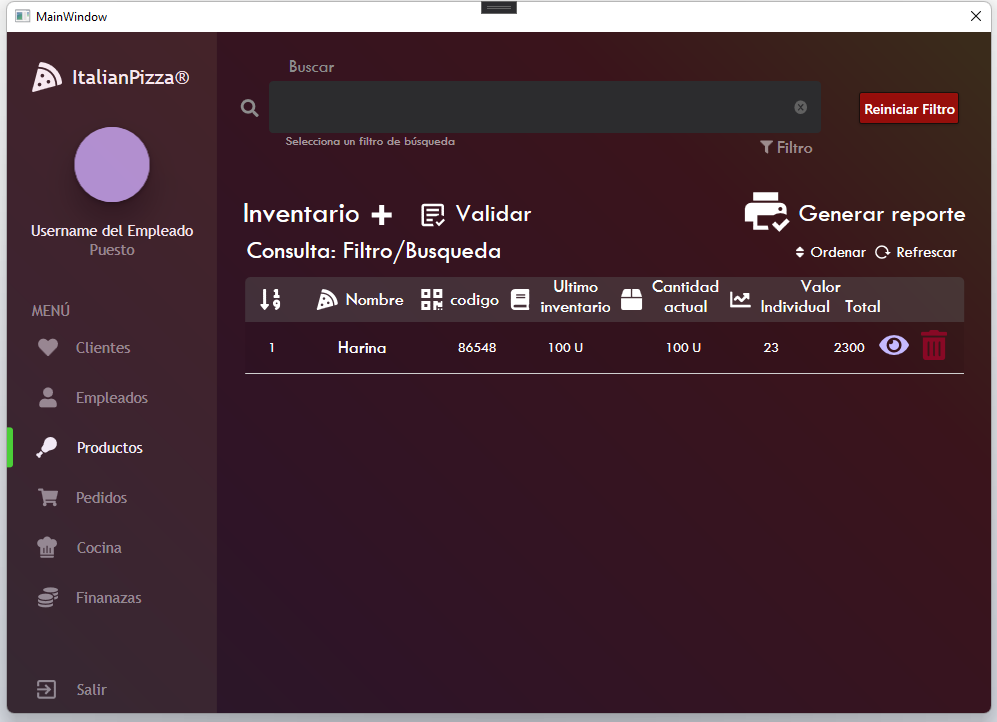 MainWindow
ItalianPizza®
Username del Empleado
Puesto
MENÚ
Clientes
Empleados
Productos
Pedidos
Cocina
Finanazas
Salir
Buscar
Reiniciar Filtro
Selecciona un filtro de búsqueda
Filtro
Inventario
Validar
Generar reporte
Consulta: Filtro/Busqueda
Ordenar
Refrescar
Nombre
codigo
Ultimo
inventario
Cantidad
actual
Valor
Individual Total
1 Harina 86548 100 U 100 U 23 2300